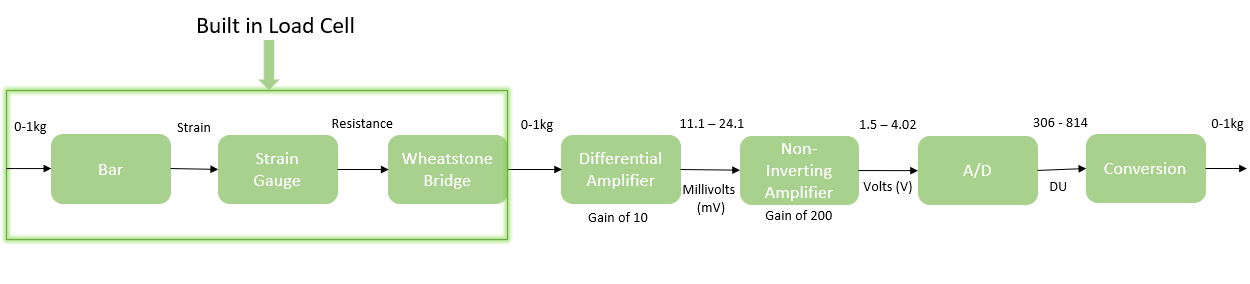 Built in Load Cell
0-1kg
Bar
Strain
Strain
Gauge
Resistance
Wheatstone
Bridge
0-1kg
Differential
Amplifier
Gain of 10
11.1 – 24.1
Millivolts
(mV)
Non-
Inverting
Amplifier
Gain of 200
1.5 – 4.02
Volts (V)
A/D
306 - 814
DU
Conversion
0-1kg